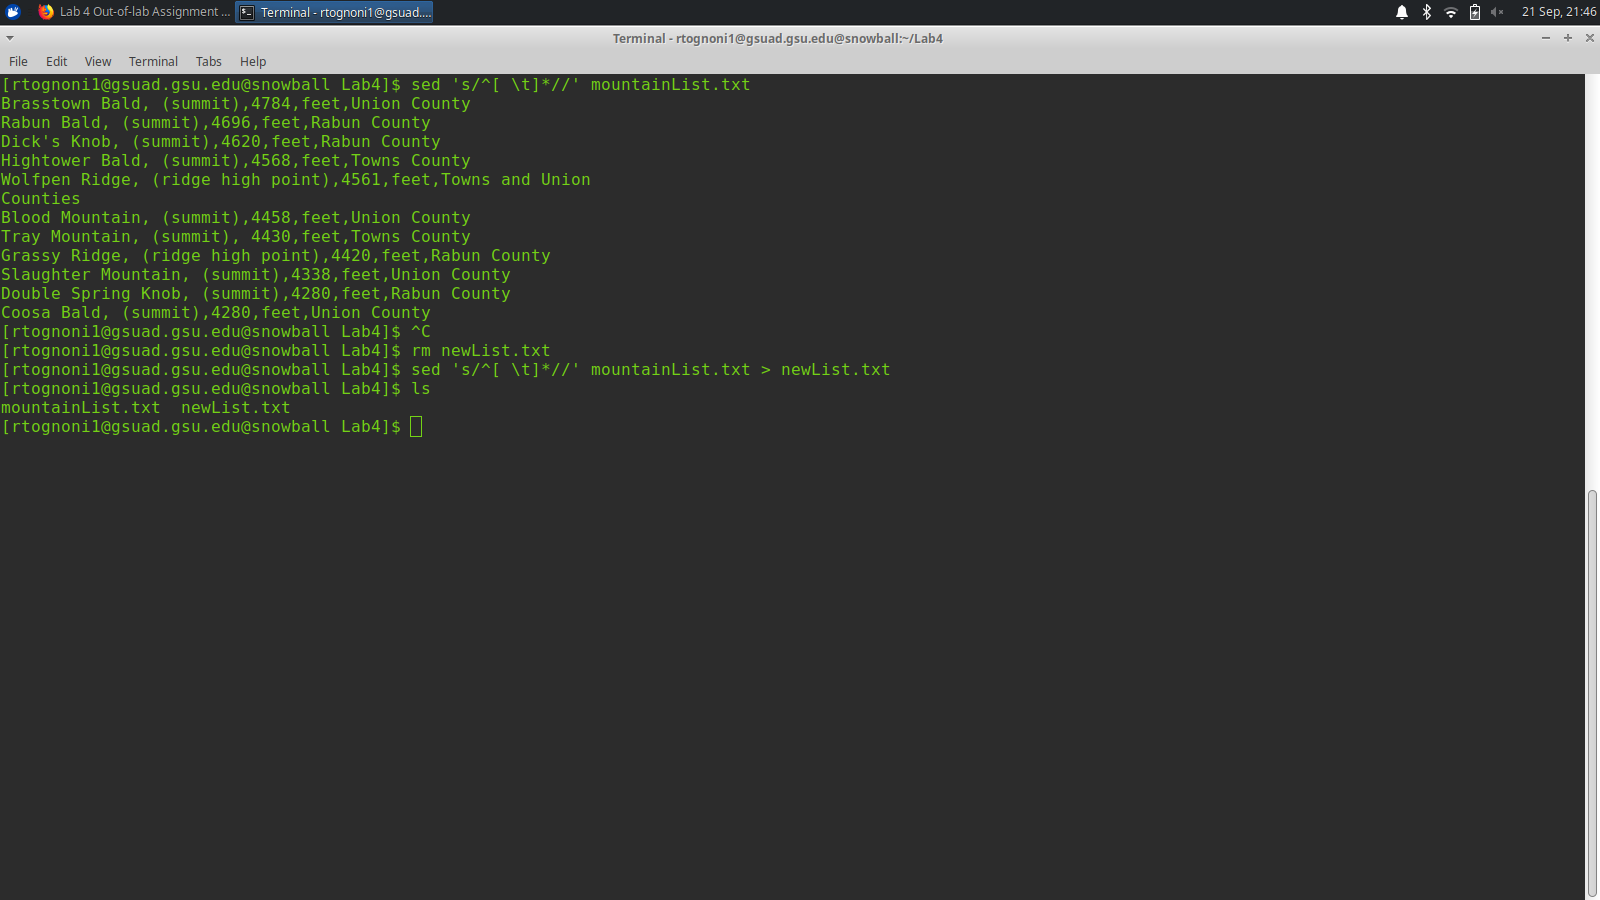 Lab 4 Out-of-lab Assignment ...
Terminal - rtognoni1@gsuad....
21 Sep, 21:46
Terminal - rtognoni1@gsuad.gsu.edu@snowball:~/Lab4
File Edit View Terminal Tabs Help
[rtognoni1@gsuad.gsu.edu@snowball Lab4]$ sed 's/^[ \t]*//' mountainList.txt
Brasstown Bald, (summit),4784,feet,Union County
Rabun Bald, (summit),4696,feet,Rabun County
Dick's Knob, (summit),4620,feet,Rabun County
Hightower Bald, (summit),4568,feet,Towns County
Wolfpen Ridge, (ridge high point),4561,feet,Towns and Union
Counties
Blood Mountain, (summit),4458,feet,Union County
Tray Mountain, (summit), 4430,feet,Towns County
Grassy Ridge, (ridge high point),4420,feet,Rabun County
Slaughter Mountain, (summit),4338,feet,Union County
Double Spring Knob, (summit),4280,feet,Rabun County
Coosa Bald, (summit),4280,feet,Union County
[rtognoni1@gsuad.gsu.edu@snowball Lab4]$ ^C
[rtognoni1@gsuad.gsu.edu@snowball Lab4]$ rm newList.txt
[rtognoni1@gsuad.gsu.edu@snowball Lab4]$ sed 's/^[ \t]*//' mountainList.txt > newList.txt
[rtognoni1@gsuad.gsu.edu@snowball Lab4]$ ls
mountainList.txt  newList.txt
[rtognoni1@gsuad.gsu.edu@snowball Lab4]$